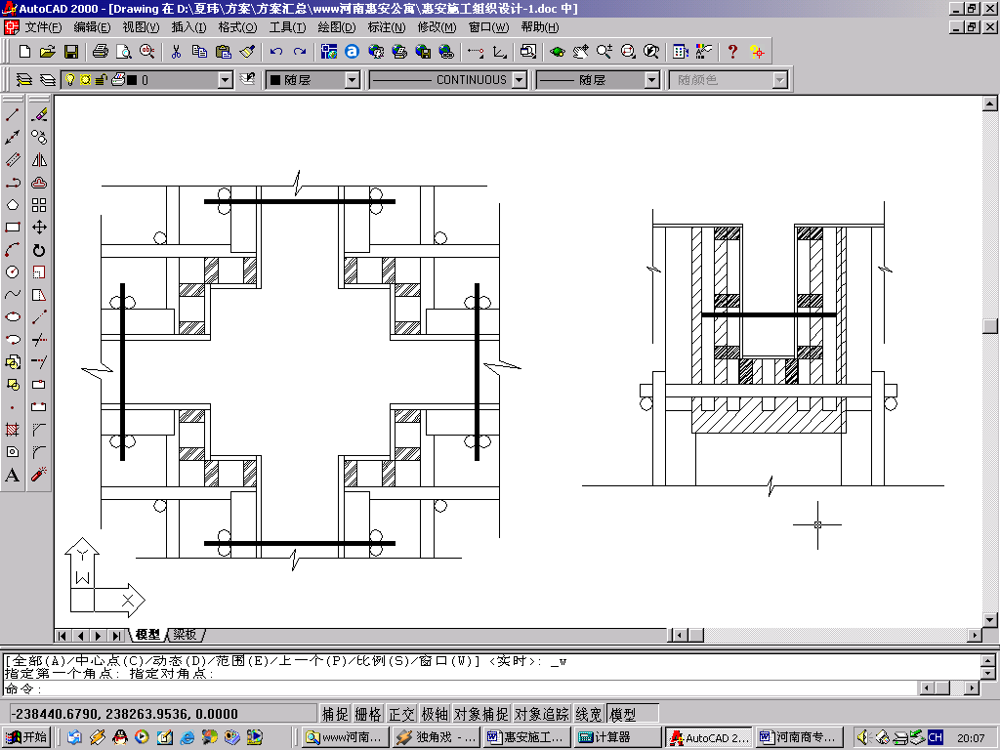 AutoCAD 2000 - [Drawing 在 D:\夏玮\方案\方案汇总\www河南惠安公寓\惠安施工组织设计-1.doc 中]
文件(F) 编辑(E) 视图(V) 插入(I) 格式(O) 工具(T) 绘图(D) 标注(N) 修改(M) 窗口(W) 帮助(H)
0 随层 CONTINUOUS 随层 随颜色
A
Y
W
X
模型 梁板
[全部(A)/中心点(C)/动态(D)/范围(E)/上一个(P)/比例(S)/窗口(W)] <实时>: _w
指定第一个角点: 指定对角点:
命令:
-238440.6790, 238263.9536, 0.0000 捕捉 栅格 正交 极轴 对象捕捉 对象追踪 线宽 模型
开始 www河南... 独角戏 - ... 惠安施工... 计算器 AutoCAD 2... 河南商专... CH 20:07